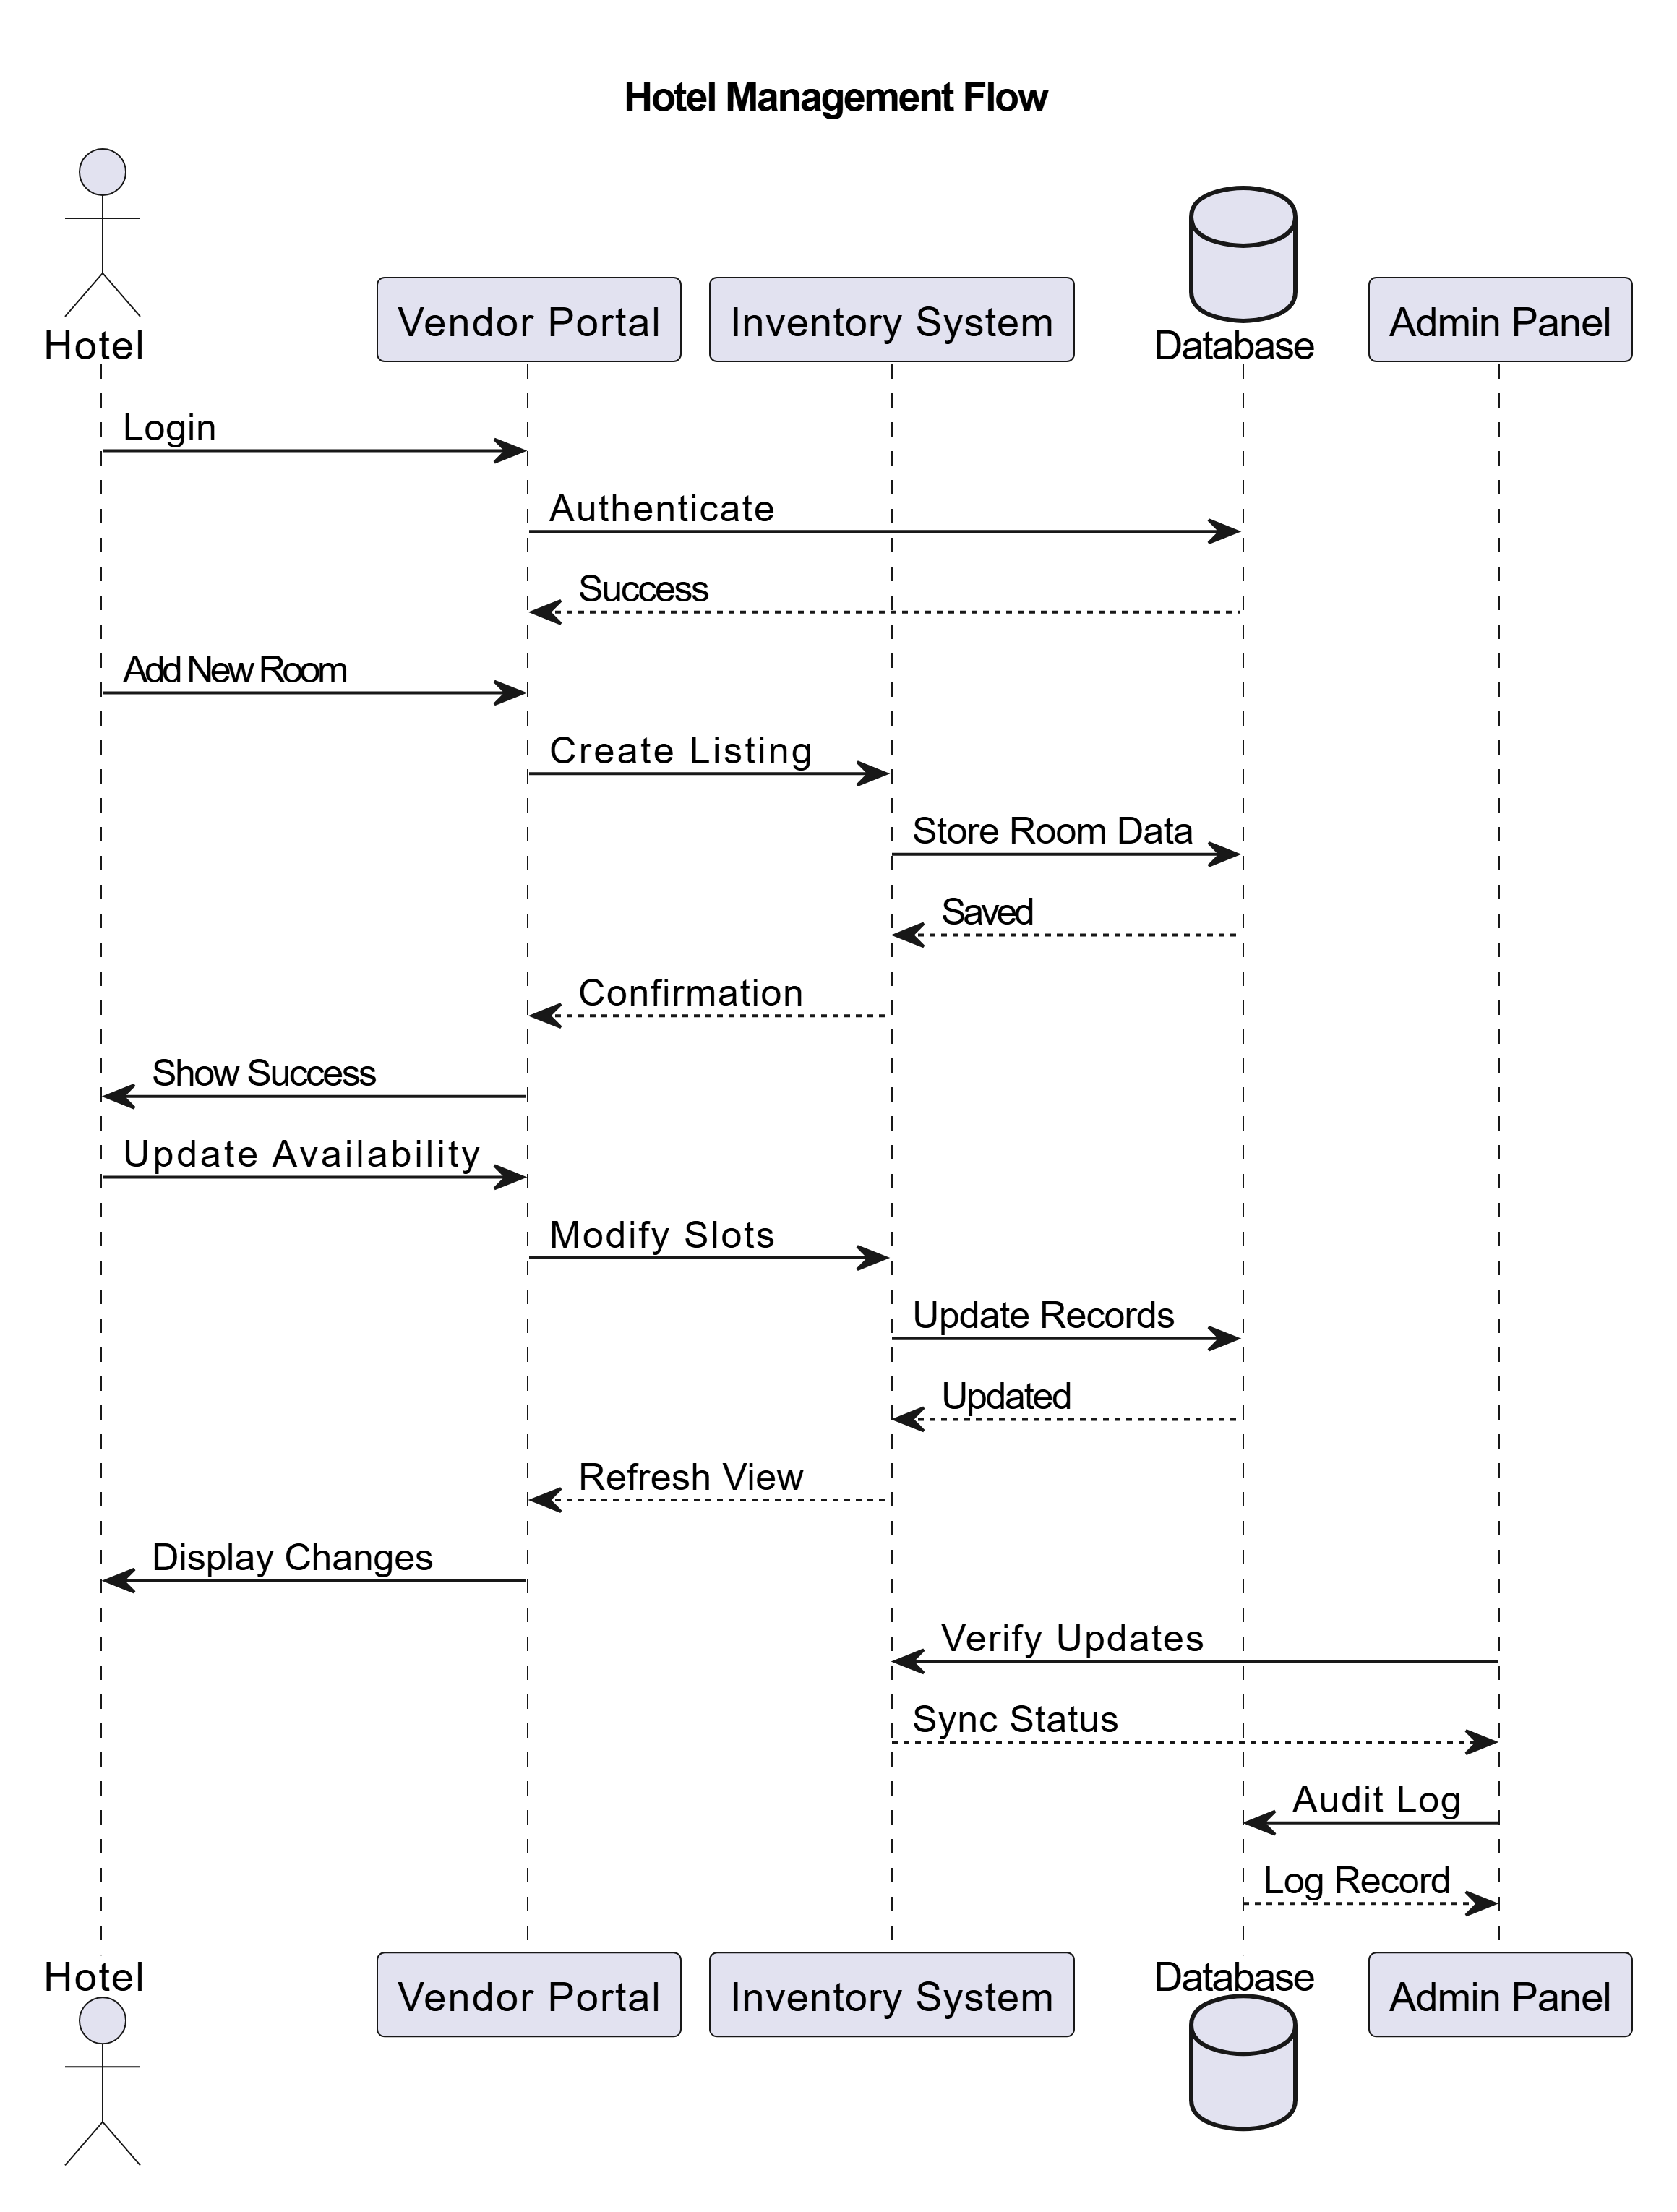 Hotel Management Flow
Hotel
Vendor Portal
Inventory System
Database
Admin Panel
Login
Authenticate
Success
Add New Room
Create Listing
Store Room Data
Saved
Confirmation
Show Success
Update Availability
Modify Slots
Update Records
Updated
Refresh View
Display Changes
Verify Updates
Sync Status
Audit Log
Log Record
Hotel
Vendor Portal
Inventory System
Database
Admin Panel